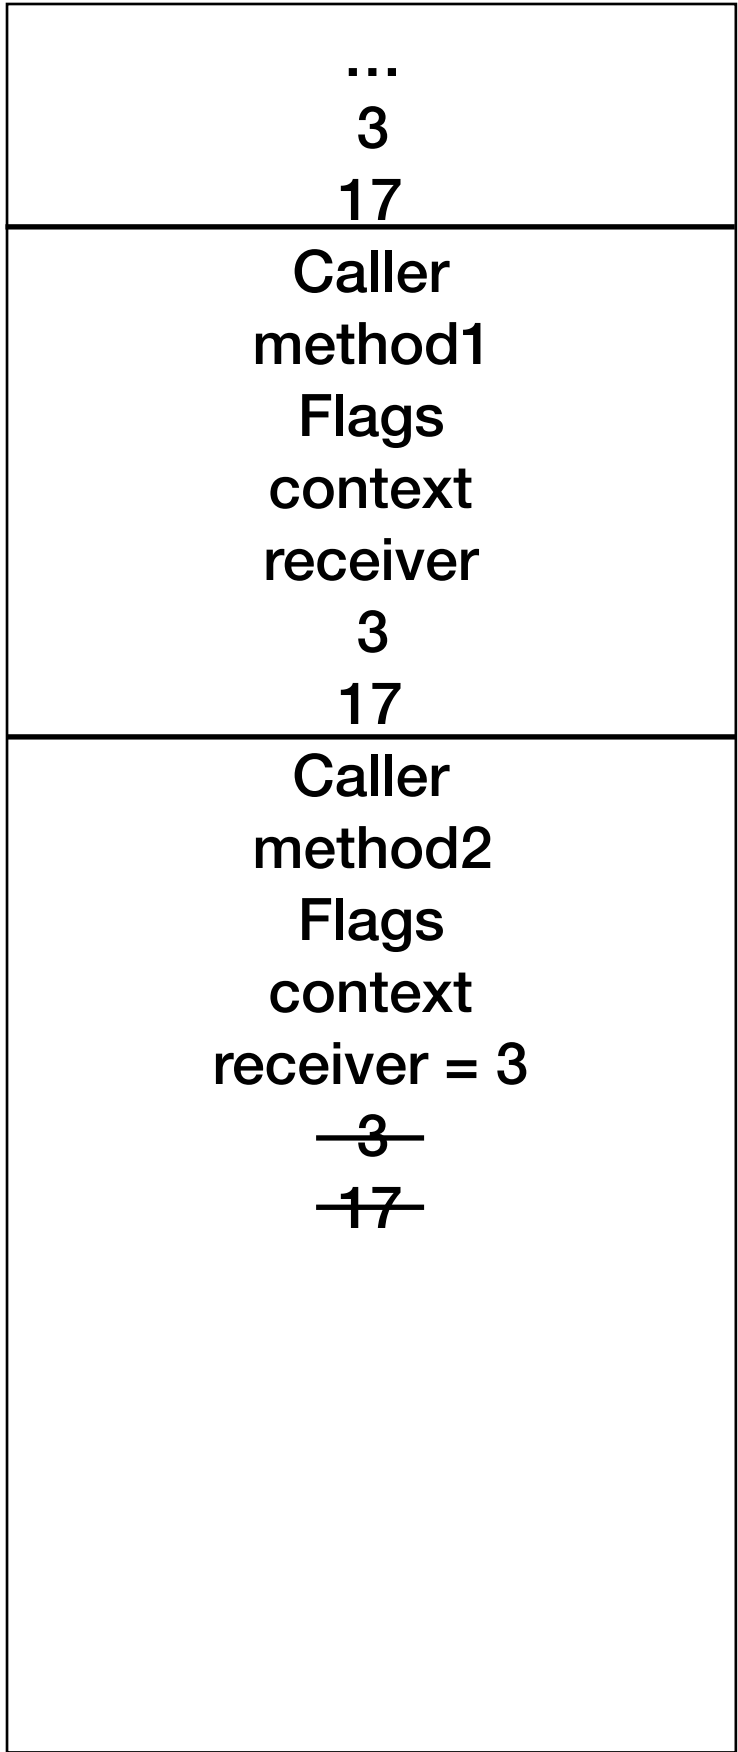 ...
3
17
Caller
method1
Flags
context
receiver
3
17
Caller
method2
Flags
context
receiver = 3
3
17